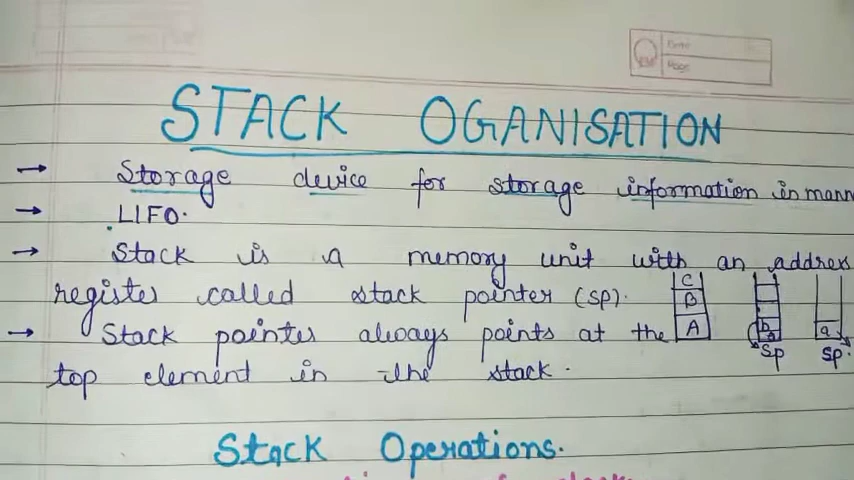 STACK OGANISATION
→ Storage device for storage information in mann
→ LIFO.
→ Stack is a memory unit with an address
register called stack pointer (SP).
C
B
A
b
a
SP
a
SP.
→ Stack pointer always points at the
top element in the stack.
Stack Operations.